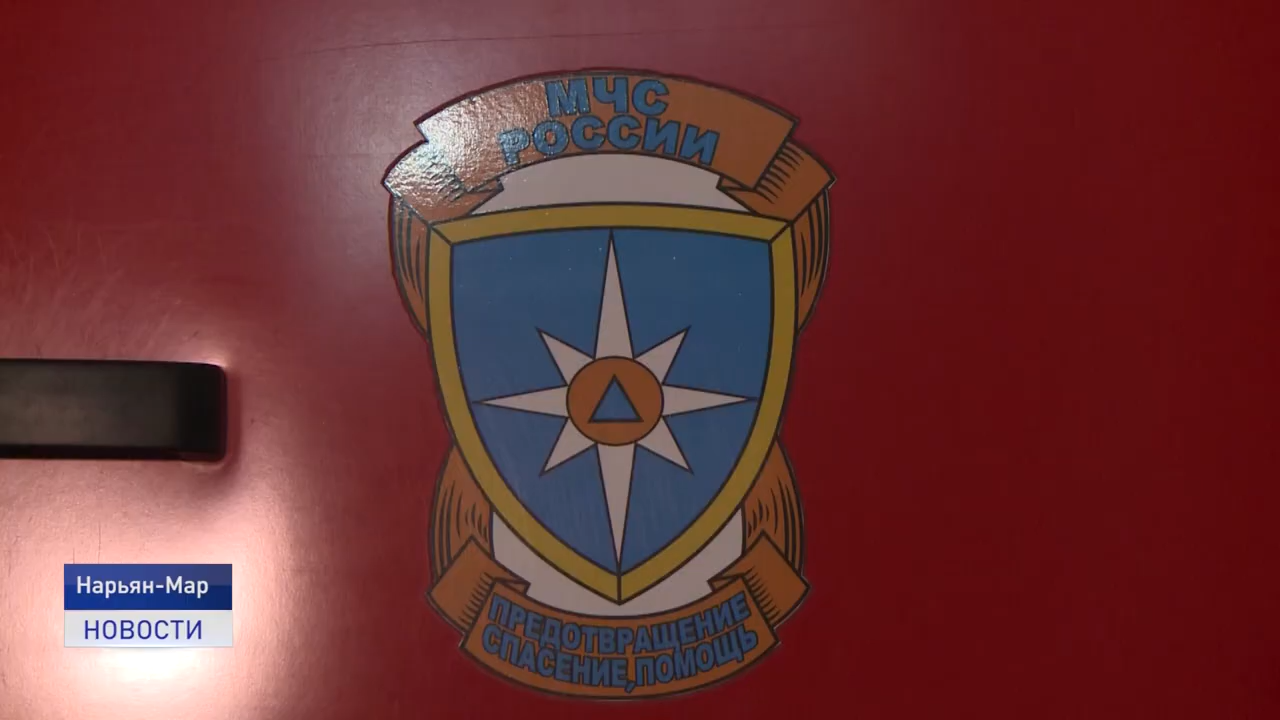 МЧС
РОССИИ
ПРЕДОТВРАЩЕНИЕ
СПАСЕНИЕ, ПОМОЩЬ
Нарьян-Мар
НОВОСТИ